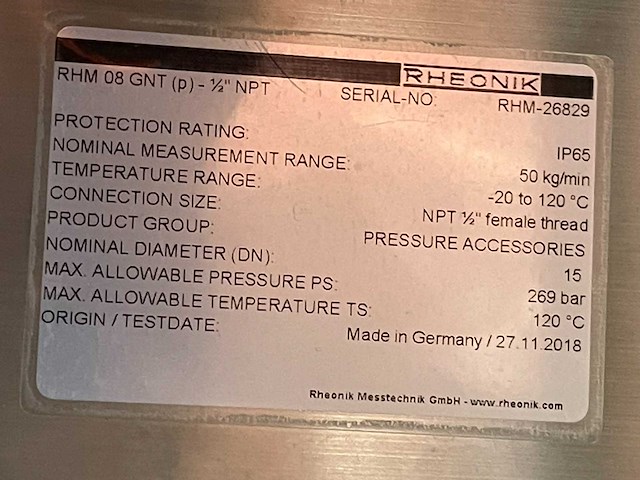 RHEONIK
RHM 08 GNT (p) - ½" NPT SERIAL-NO: RHM-26829
PROTECTION RATING: IP65
NOMINAL MEASUREMENT RANGE: 50 kg/min
TEMPERATURE RANGE: -20 to 120 °C
CONNECTION SIZE: NPT ½" female thread
PRODUCT GROUP: PRESSURE ACCESSORIES
NOMINAL DIAMETER (DN): 15
MAX. ALLOWABLE PRESSURE PS: 269 bar
MAX. ALLOWABLE TEMPERATURE TS: 120 °C
ORIGIN / TESTDATE: Made in Germany / 27.11.2018
Rheonik Messtechnik GmbH - www.rheonik.com